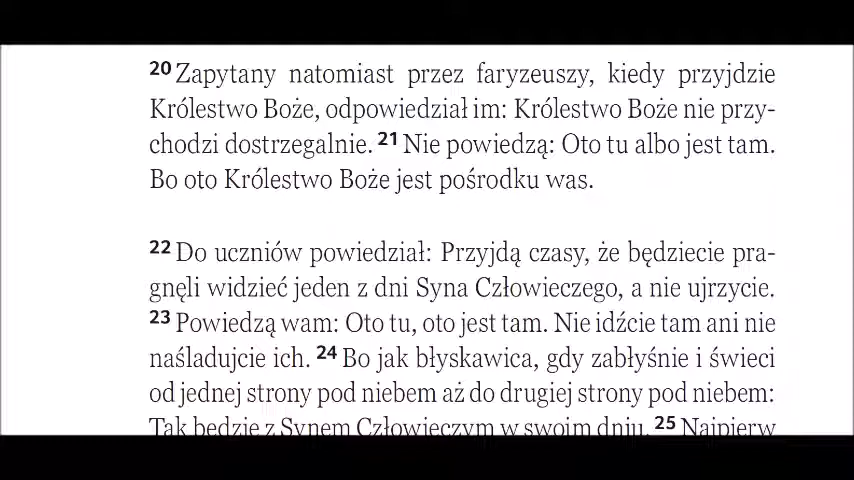 20 Zapytany natomiast przez faryzeuszy, kiedy przyjdzie
Królestwo Boże, odpowiedział im: Królestwo Boże nie przy-
chodzi dostrzegalnie. 21 Nie powiedzą: Oto tu albo jest tam.
Bo oto Królestwo Boże jest pośrodku was.
22 Do uczniów powiedział: Przyjdą czasy, że będziecie pra-
gnęli widzieć jeden z dni Syna Człowieczego, a nie ujrzycie.
23 Powiedzą wam: Oto tu, oto jest tam. Nie idźcie tam ani nie
naśladujcie ich. 24 Bo jak błyskawica, gdy zabłyśnie i świeci
od jednej strony pod niebem aż do drugiej strony pod niebem:
Tak będzie z Synem Człowieczym w swoim dniu. 25 Najpierw